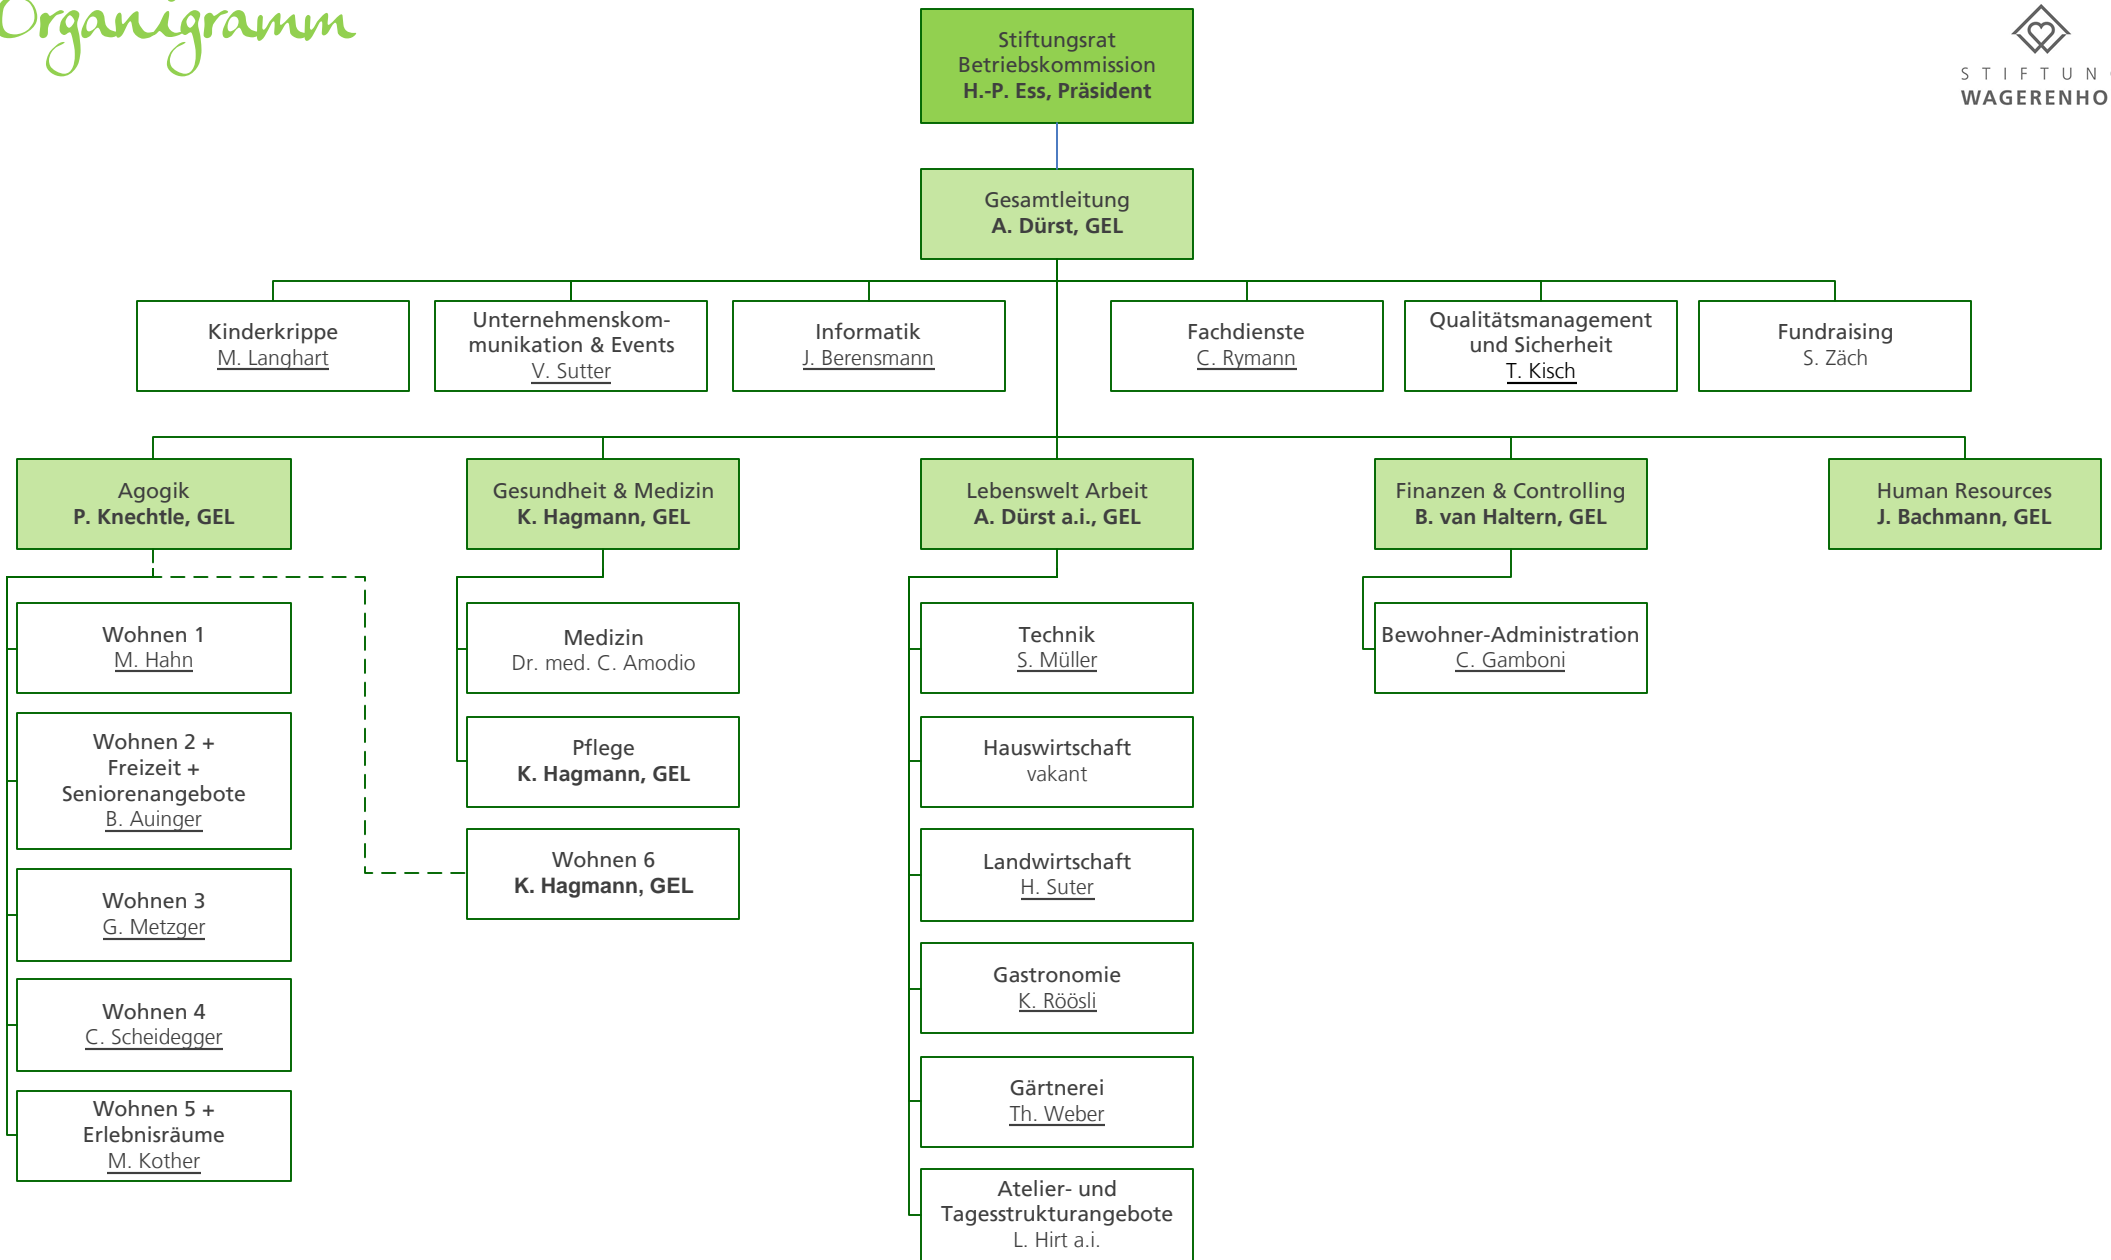 Organigramm
Stiftungsrat
Betriebskommission
H.-P. Ess, Präsident
STIFTUN
WAGERENHO
Gesamtleitung
A. Dürst, GEL
Kinderkrippe
M. Langhart
Unternehmenskom-
munikation & Events
V. Sutter
Informatik
J. Berensmann
Fachdienste
C. Rymann
Qualitätsmanagement
und Sicherheit
T. Kisch
Fundraising
S. Zäch
Agogik
P. Knechtle, GEL
Gesundheit & Medizin
K. Hagmann, GEL
Lebenswelt Arbeit
A. Dürst a.i., GEL
Finanzen & Controlling
B. van Haltern, GEL
Human Resources
J. Bachmann, GEL
Wohnen 1
M. Hahn
Wohnen 2 +
Freizeit +
Seniorenangebote
B. Auinger
Wohnen 3
G. Metzger
Wohnen 4
C. Scheidegger
Wohnen 5 +
Erlebnisräume
M. Kother
Medizin
Dr. med. C. Amodio
Pflege
K. Hagmann, GEL
Wohnen 6
K. Hagmann, GEL
Technik
S. Müller
Hauswirtschaft
vakant
Landwirtschaft
H. Suter
Gastronomie
K. Röösli
Gärtnerei
Th. Weber
Atelier- und
Tagesstrukturangebote
L. Hirt a.i.
Bewohner-Administration
C. Gamboni